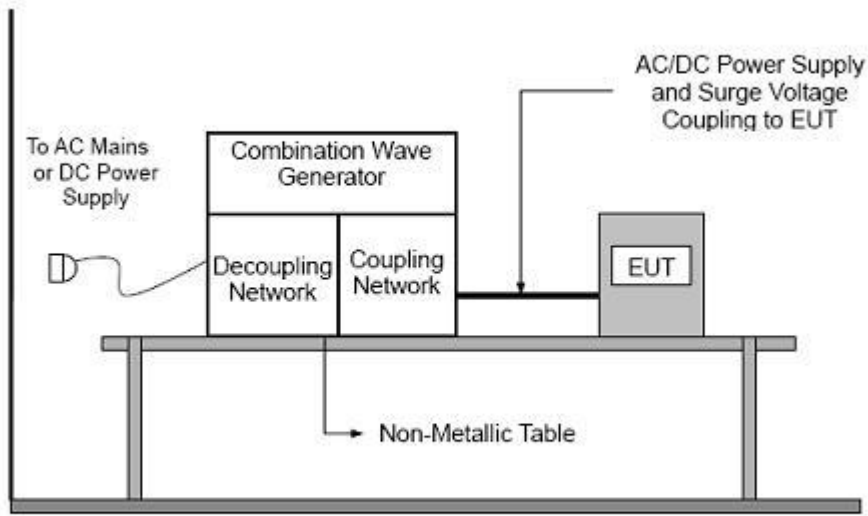 AC/DC Power Supply
and Surge Voltage
Coupling to EUT
To AC Mains
or DC Power
Supply
Combination Wave
Generator
Decoupling
Network
Coupling
Network
EUT
Non-Metallic Table